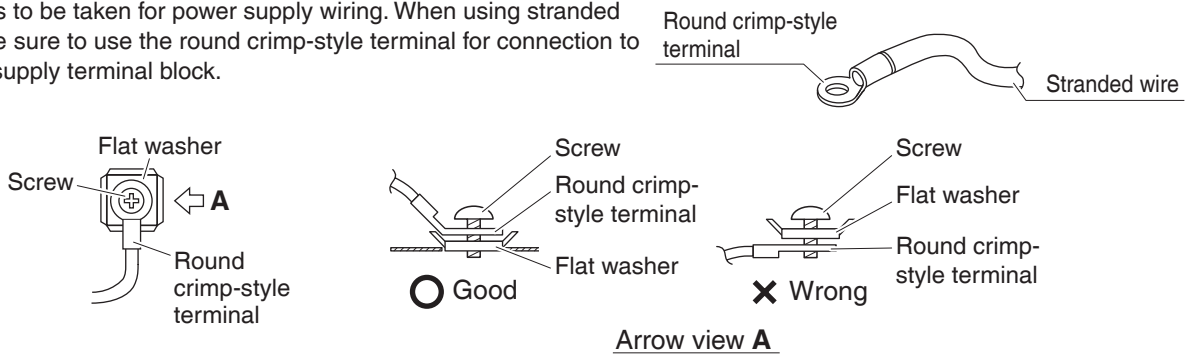 s to be taken for power supply wiring. When using stranded
e sure to use the round crimp-style terminal for connection to
supply terminal block.
Round crimp-style
terminal
Stranded wire
Flat washer
Screw
A
Round
crimp-style
terminal
Screw
Round crimp-
style terminal
Flat washer
Good
Screw
Flat washer
Round crimp-
style terminal
Wrong
Arrow view A